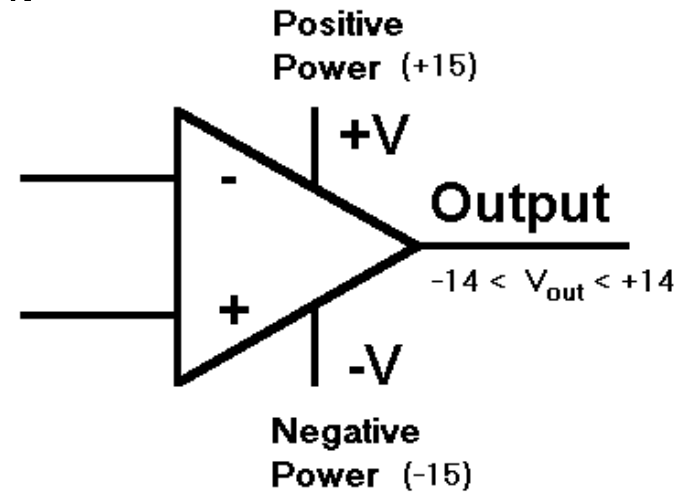 Positive
Power (+15)
+V
-
Output
-14 < Vout < +14
+
-V
Negative
Power (-15)